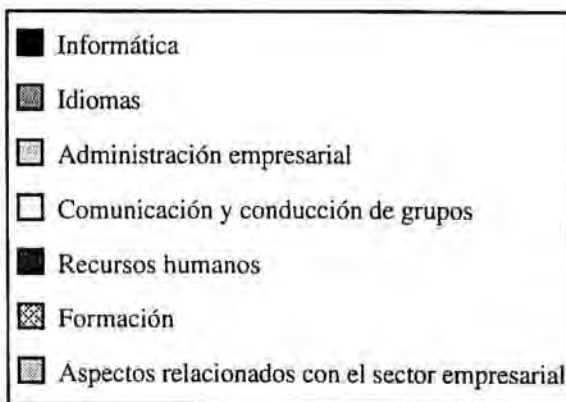 Informática
Idiomas
Administración empresarial
Comunicación y conducción de grupos
Recursos humanos
Formación
Aspectos relacionados con el sector empresarial